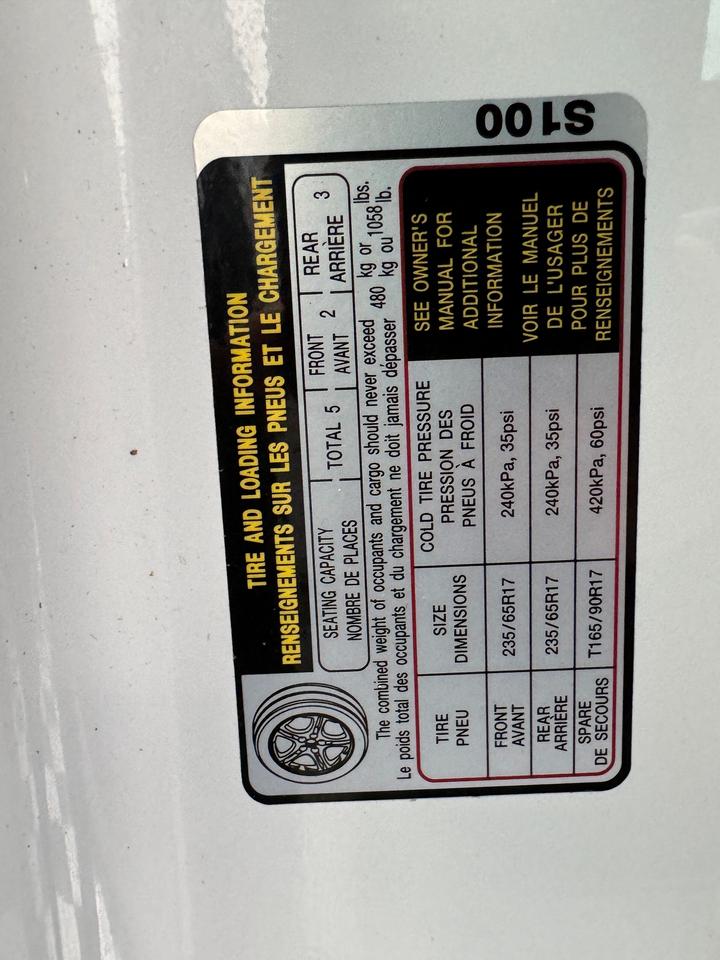 TIRE AND LOADING INFORMATION
RENSEIGNEMENTS SUR LES PNEUS ET LE CHARGEMENT
SEATING CAPACITY
NOMBRE DE PLACES
TOTAL 5
FRONT
AVANT 2
REAR
ARRIÈRE 3
The combined weight of occupants and cargo should never exceed 480 kg or 1058 lbs.
Le poids total des occupants et du chargement ne doit jamais dépasser 480 kg ou 1058 lb.
TIRE
PNEU
SIZE
DIMENSIONS
COLD TIRE PRESSURE
PRESSION DES
PNEUS À FROID
FRONT
AVANT
235/65R17
240kPa, 35psi
REAR
ARRIÈRE
235/65R17
240kPa, 35psi
SPARE
DE SECOURS
T165/90R17
420kPa, 60psi
SEE OWNER'S
MANUAL FOR
ADDITIONAL
INFORMATION
VOIR LE MANUEL
DE L'USAGER
POUR PLUS DE
RENSEIGNEMENTS
S100